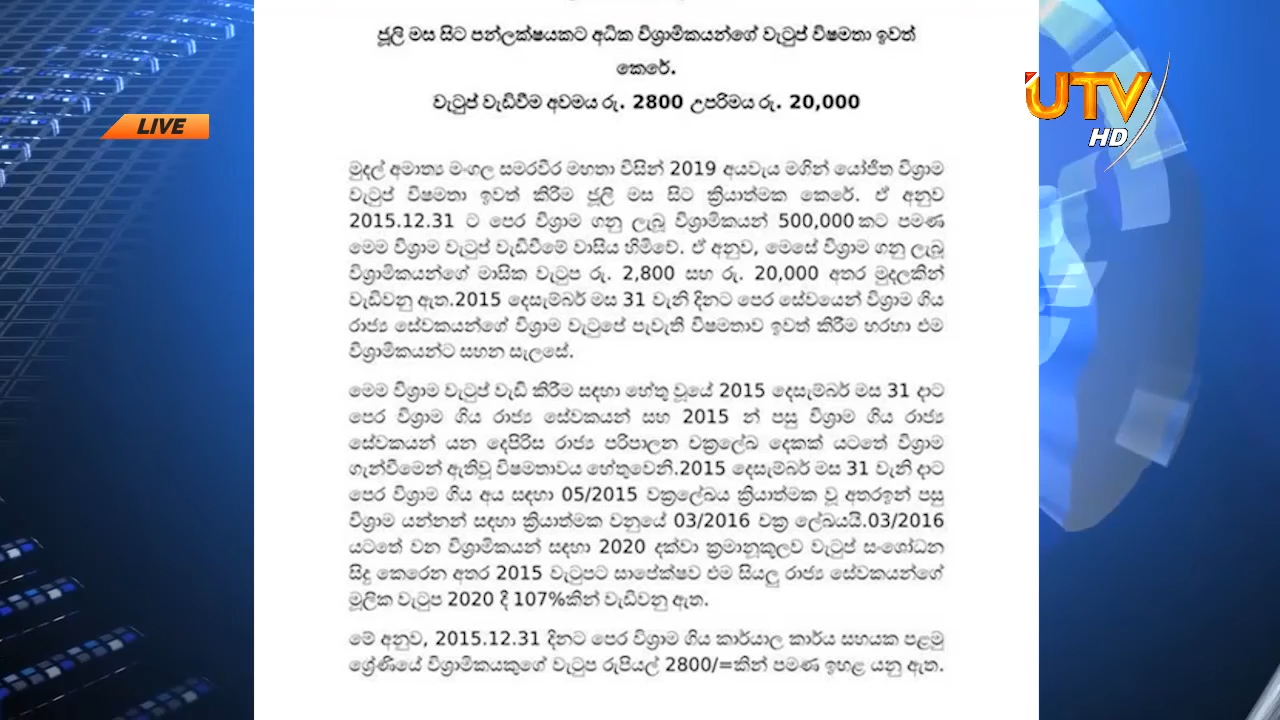 ජූලි මස සිට පන්ලක්ෂයකට අධික විශ්‍රාමිකයන්ගේ වැටුප් විෂමතා ඉවත්
කෙරේ.
වැටුප් වැඩිවීම අවමය රු. 2800 උපරිමය රු. 20,000
UTV
HD
LIVE
මුදල් අමාත්‍ය මංගල සමරවීර මහතා විසින් 2019 අයවැය මගින් යෝජිත විශ්‍රාම
වැටුප් විෂමතා ඉවත් කිරීම ජූලි මස සිට ක්‍රියාත්මක කෙරේ. ඒ අනුව
2015.12.31 ට පෙර විශ්‍රාම ගනු ලැබූ විශ්‍රාමිකයන් 500,000 කට පමණ
මෙම විශ්‍රාම වැටුප් වැඩිවීමේ වාසිය හිමිවේ. ඒ අනුව, මෙසේ විශ්‍රාම ගනු ලැබූ
විශ්‍රාමිකයන්ගේ මාසික වැටුප රු. 2,800 සහ රු. 20,000 අතර මුදලකින්
වැඩිවනු ඇත.2015 දෙසැම්බර් මස 31 වැනි දිනට පෙර සේවයෙන් විශ්‍රාම ගිය
රාජ්‍ය සේවකයන්ගේ විශ්‍රාම වැටුපේ පැවැති විෂමතාව ඉවත් කිරීම හරහා එම
විශ්‍රාමිකයන්ට සහන සැලසේ.
මෙම විශ්‍රාම වැටුප් වැඩි කිරීම සඳහා හේතු වූයේ 2015 දෙසැම්බර් මස 31 දාට
පෙර විශ්‍රාම ගිය රාජ්‍ය සේවකයන් සහ 2015 න් පසු විශ්‍රාම ගිය රාජ්‍ය
සේවකයන් යන දෙපිරිස රාජ්‍ය පරිපාලන චක්‍රලේඛ දෙකක් යටතේ විශ්‍රාම
ගැන්වීමෙන් ඇතිවූ විෂමතාවය හේතුවෙනි.2015 දෙසැම්බර් මස 31 වැනි දාට
පෙර විශ්‍රාම ගිය අය සඳහා 05/2015 චක්‍රලේඛය ක්‍රියාත්මක වූ අතරඉන් පසු
විශ්‍රාම යන්නන් සඳහා ක්‍රියාත්මක වනුයේ 03/2016 චක්‍ර ලේඛයයි.03/2016
යටතේ වන විශ්‍රාමිකයන් සඳහා 2020 දක්වා ක්‍රමානුකූලව වැටුප් සංශෝධන
සිදු කෙරෙන අතර 2015 වැටුපට සාපේක්ෂව එම සියලු රාජ්‍ය සේවකයන්ගේ
මූලික වැටුප 2020 දී 107%කින් වැඩිවනු ඇත.
මේ අනුව, 2015.12.31 දිනට පෙර විශ්‍රාම ගිය කාර්යාල කාර්ය සහයක පළමු
ශ්‍රේණියේ විශ්‍රාමිකයකුගේ වැටුප රුපියල් 2800/=කින් පමණ ඉහළ යනු ඇත.